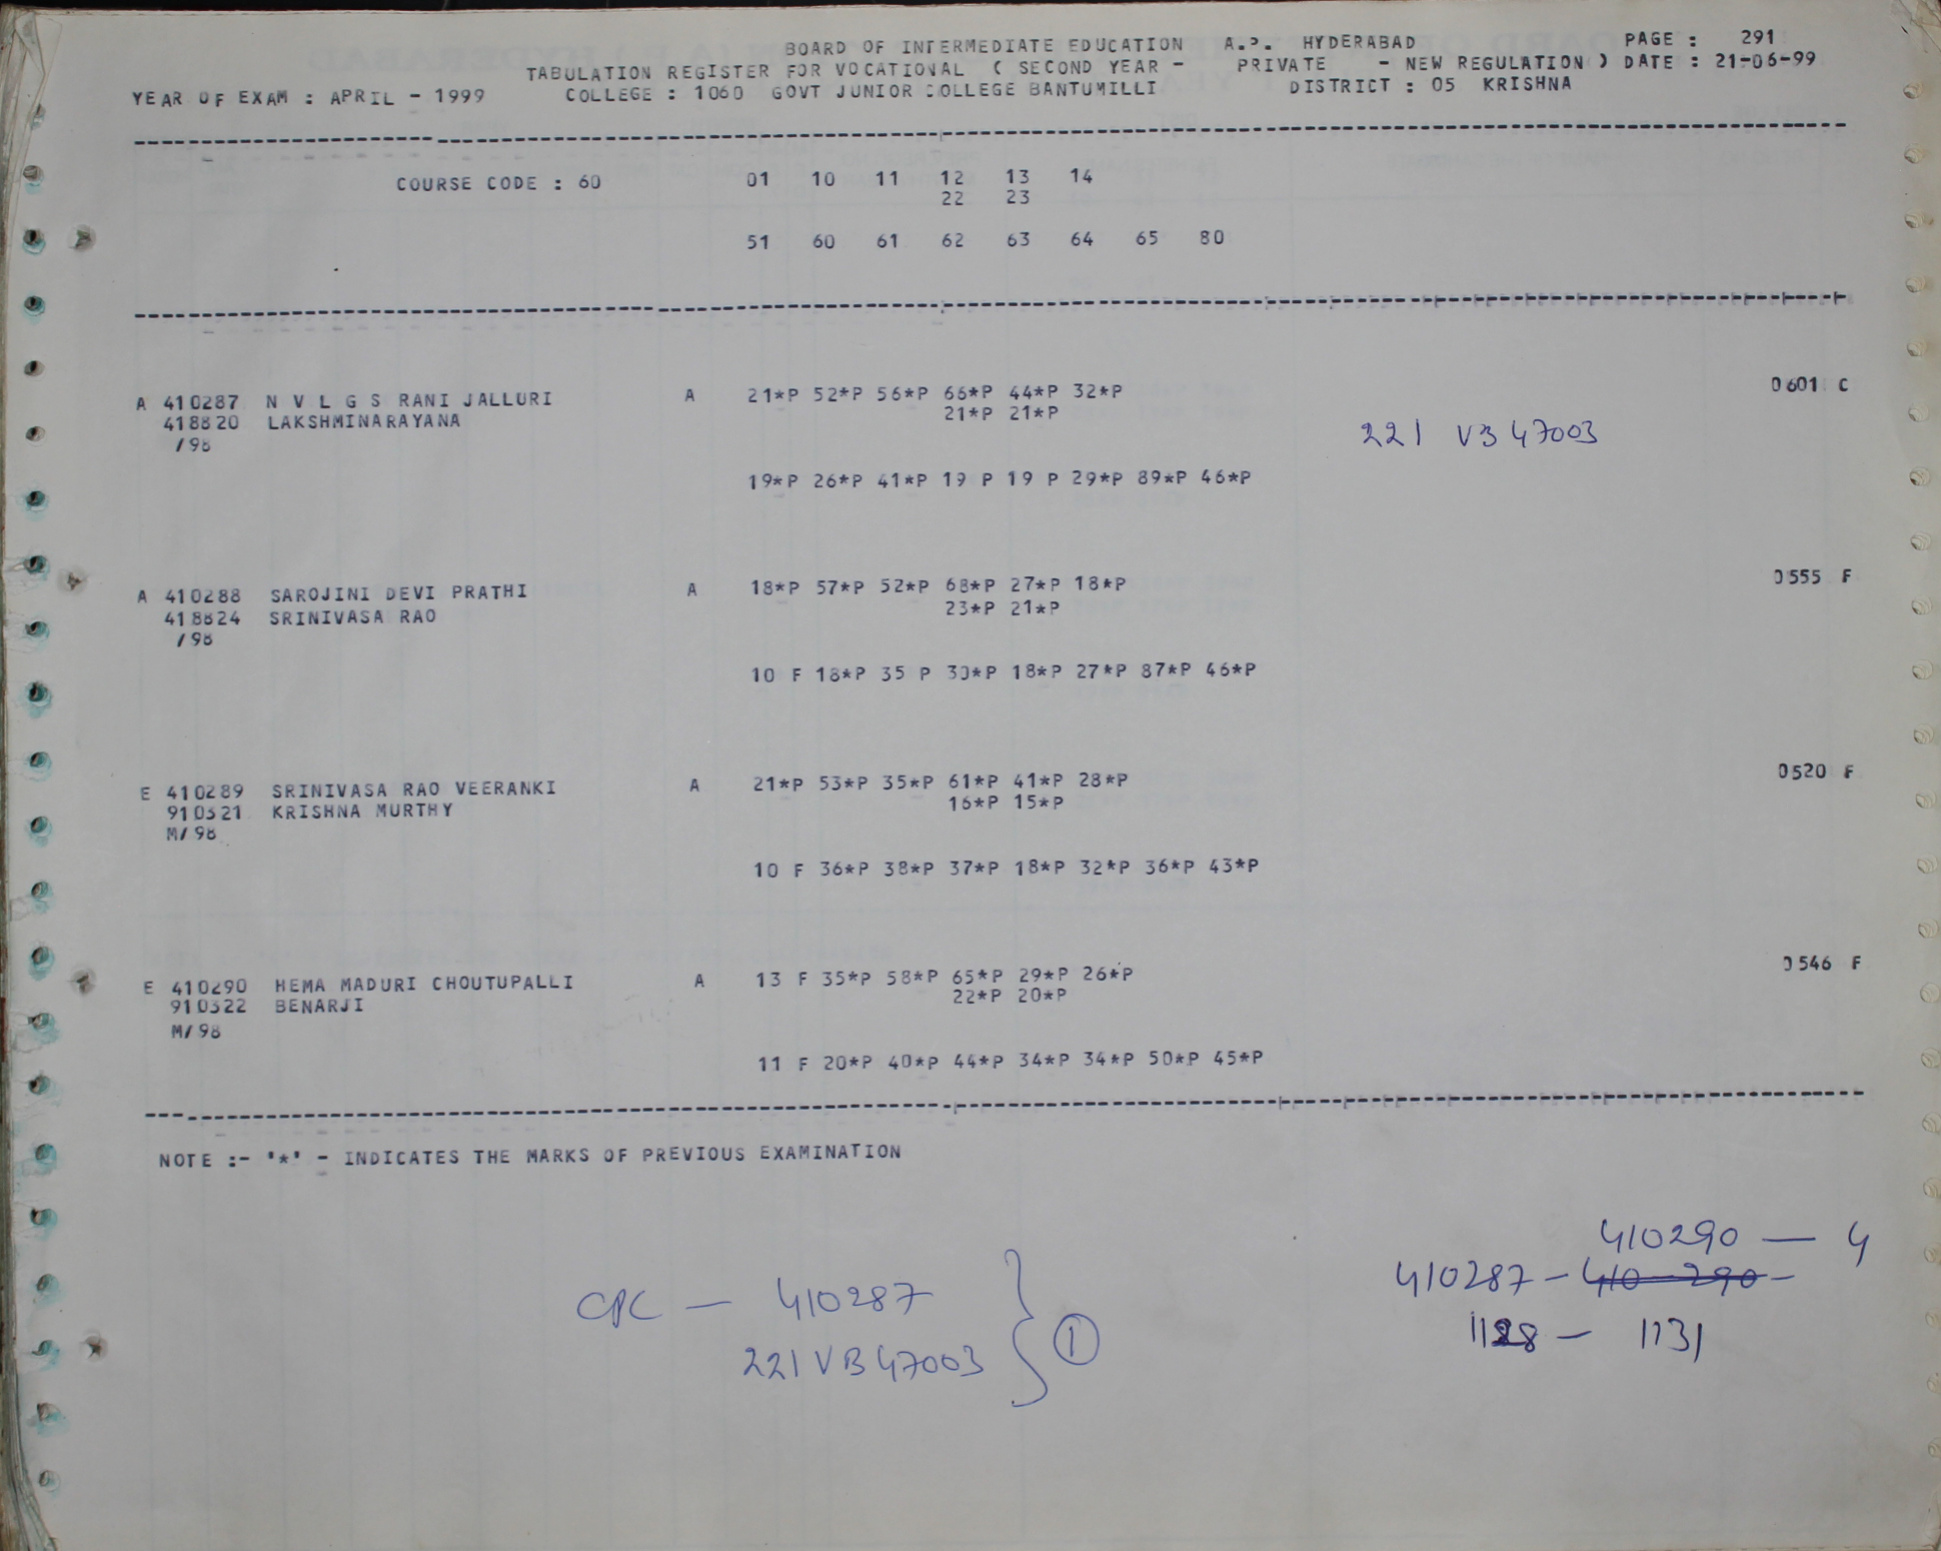 BOARD OF INTERMEDIATE EDUCATION A.P. HYDERABAD PAGE : 291
TABULATION REGISTER FOR VOCATIONAL ( SECOND YEAR - PRIVATE - NEW REGULATION ) DATE : 21-06-99
YEAR OF EXAM : APRIL - 1999 COLLEGE : 1060 GOVT JUNIOR COLLEGE BANTUMILLI DISTRICT : 05 KRISHNA
COURSE CODE : 60 01 10 11 12 13 14
22 23
51 60 61 62 63 64 65 80
A 410287 N V L G S RANI JALLURI A 21*P 52*P 56*P 66*P 44*P 32*P 0601 C
418820 LAKSHMINARAYANA 21*P 21*P
/98 221 VB 47003
19*P 26*P 41*P 19 P 19 P 29*P 89*P 46*P
A 410288 SAROJINI DEVI PRATHI A 18*P 57*P 52*P 68*P 27*P 18*P 0555 F
418824 SRINIVASA RAO 23*P 21*P
/98
10 F 18*P 35 P 30*P 18*P 27*P 87*P 46*P
E 410289 SRINIVASA RAO VEERANKI A 21*P 53*P 35*P 61*P 41*P 28*P 0520 F
910321 KRISHNA MURTHY 16*P 15*P
M/98
10 F 36*P 38*P 37*P 18*P 32*P 36*P 43*P
E 410290 HEMA MADURI CHOUTUPALLI A 13 F 35*P 58*P 65*P 29*P 26*P 0546 F
910322 BENARJI 22*P 20*P
M/98
11 F 20*P 40*P 44*P 34*P 34*P 50*P 45*P
NOTE :- '*' - INDICATES THE MARKS OF PREVIOUS EXAMINATION
410290 — 4
410287 - 410290 -
CPC — 410287
1128 — 1131
221 VB 47003 } 1